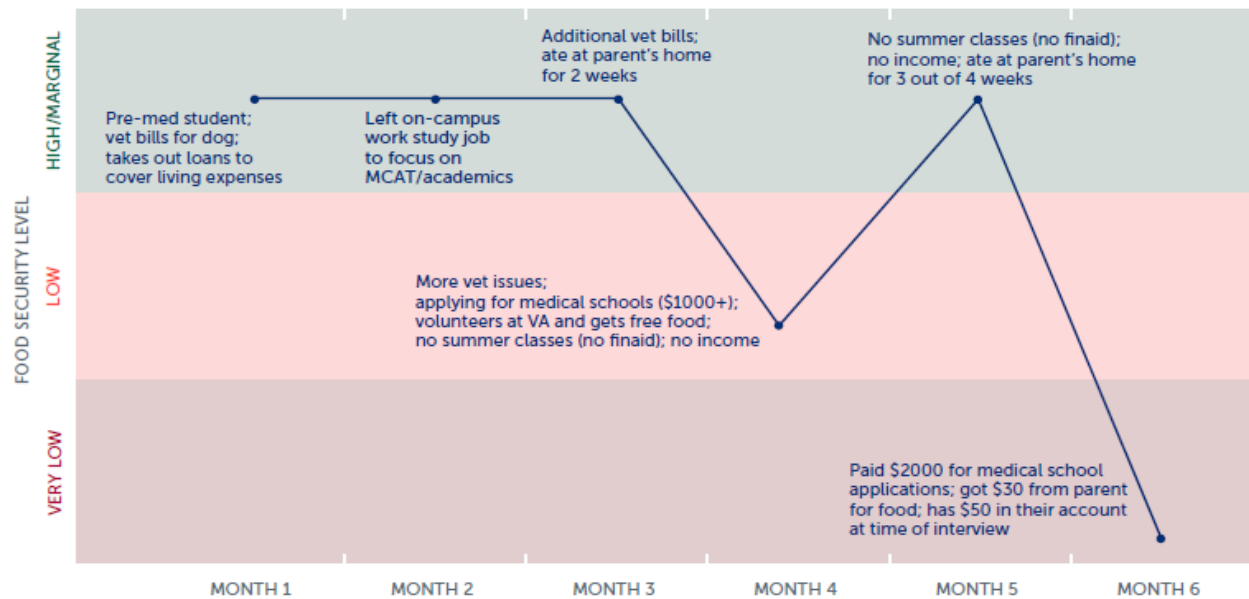 FOOD SECURITY LEVEL
HIGH/MARGINAL
LOW
VERY LOW
Pre-med student;
vet bills for dog;
takes out loans to
cover living expenses
Left on-campus
work study job
to focus on
MCAT/academics
Additional vet bills;
ate at parent's home
for 2 weeks
More vet issues;
applying for medical schools ($1000+);
volunteers at VA and gets free food;
no summer classes (no finaid); no income
No summer classes (no finaid);
no income; ate at parent's home
for 3 out of 4 weeks
Paid $2000 for medical school
applications; got $30 from parent
for food; has $50 in their account
at time of interview
MONTH 1
MONTH 2
MONTH 3
MONTH 4
MONTH 5
MONTH 6